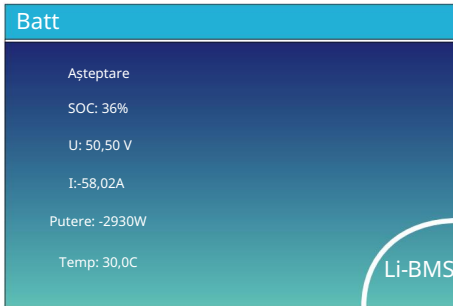 Batt
Așteptare
SOC: 36%
U: 50,50 V
I:-58,02A
Putere: -2930W
Temp: 30,0C
Li-BMS